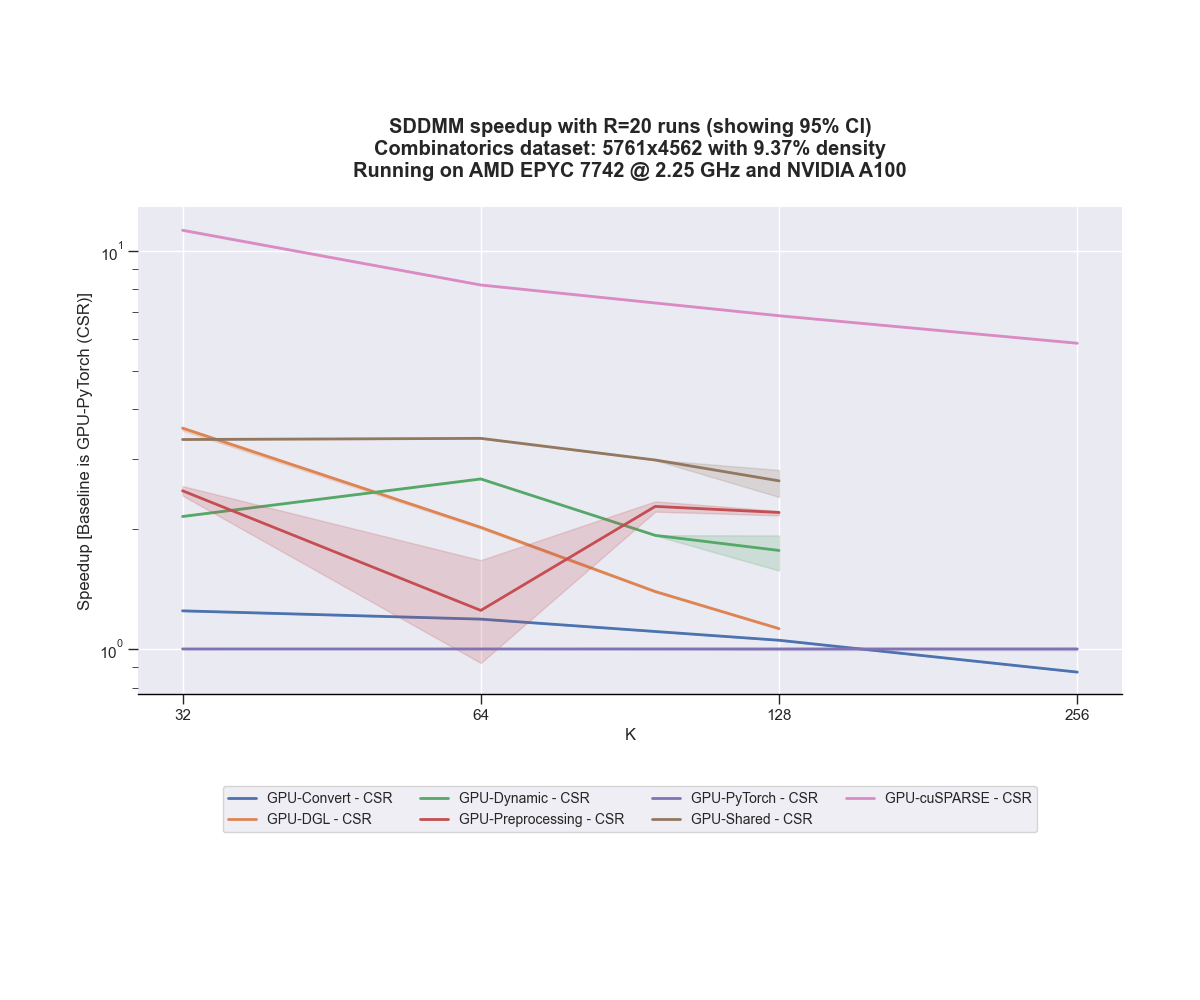 SDDMM speedup with R=20 runs (showing 95% CI)
Combinatorics dataset: 5761x4562 with 9.37% density
Running on AMD EPYC 7742 @ 2.25 GHz and NVIDIA A100
Speedup [Baseline is GPU-PyTorch (CSR)]
10^1
10^0
32 64 128 256
K
GPU-Convert - CSR GPU-Dynamic - CSR GPU-PyTorch - CSR GPU-cuSPARSE - CSR
GPU-DGL - CSR GPU-Preprocessing - CSR GPU-Shared - CSR